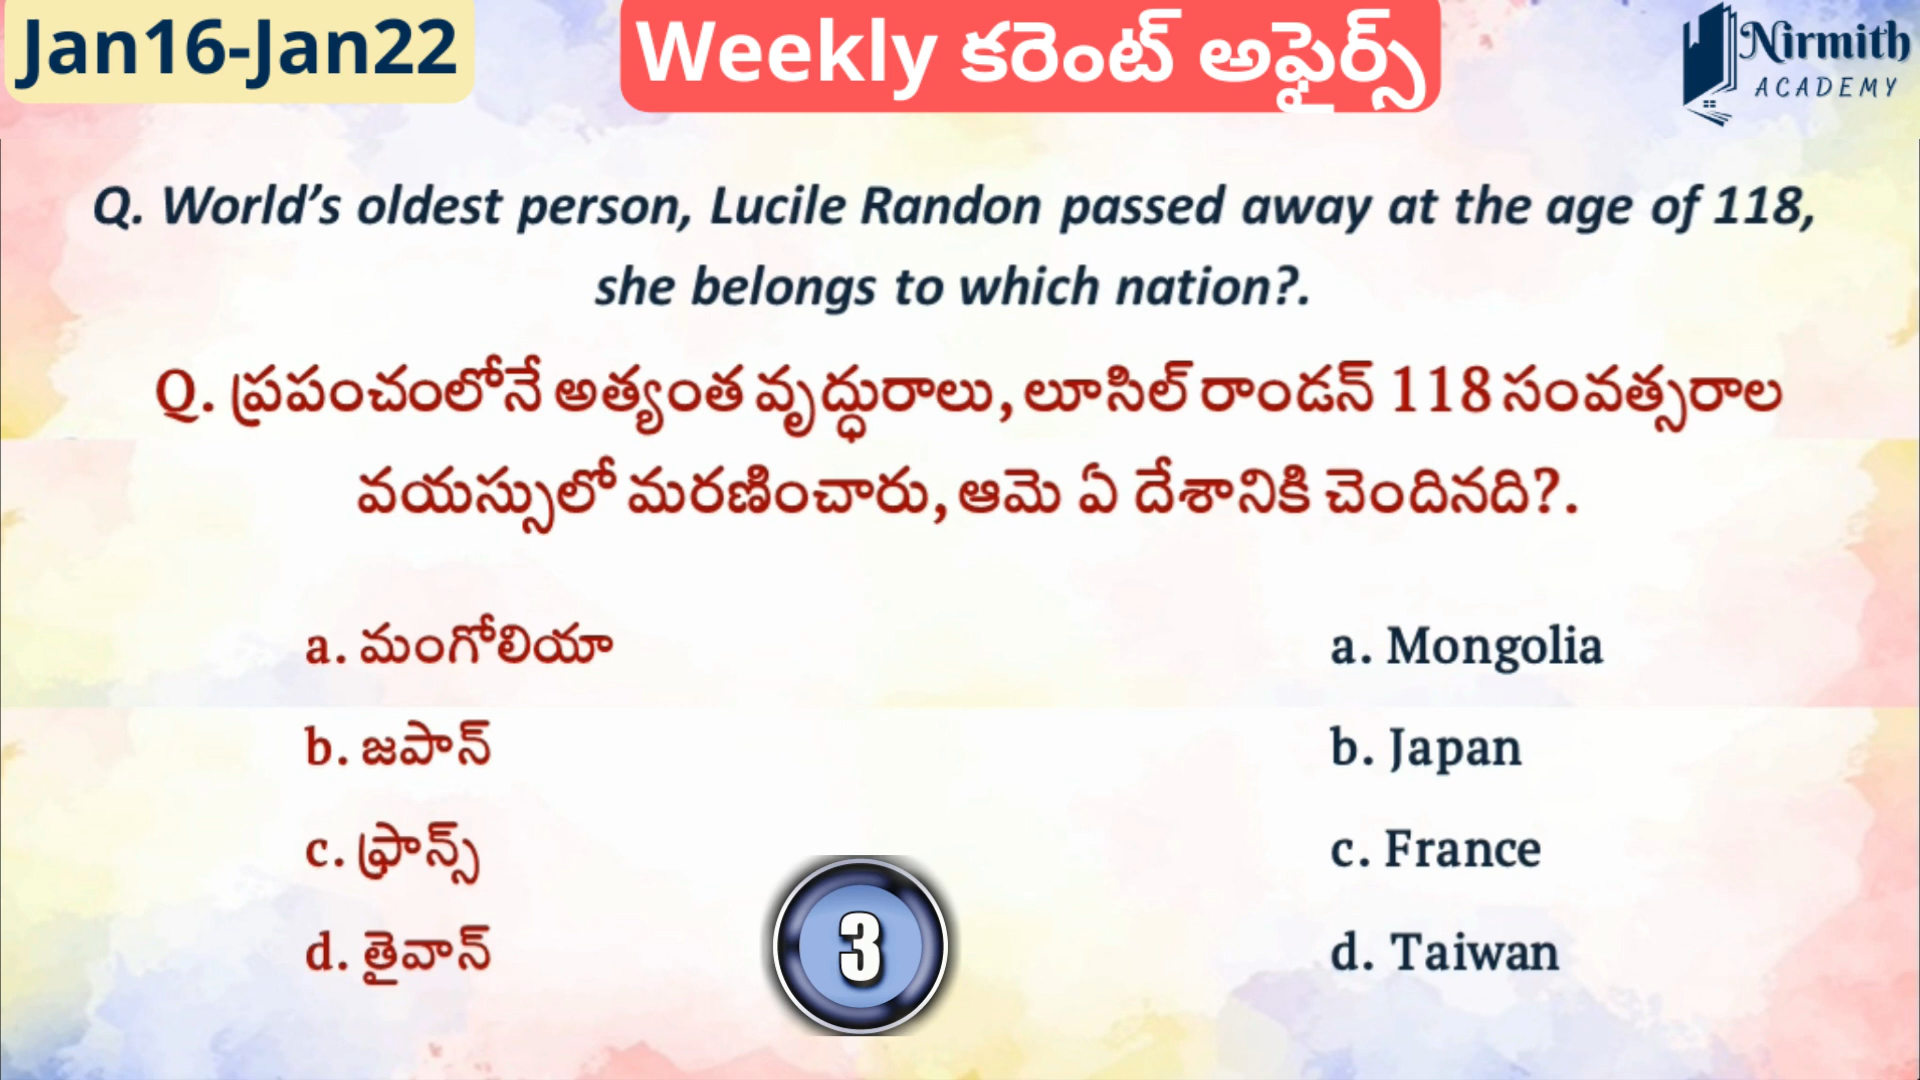 Jan16-Jan22
Weekly కరెంట్ అఫైర్స్
Nirmith
ACADEMY
Q. World's oldest person, Lucile Randon passed away at the age of 118,
she belongs to which nation?.
Q. ప్రపంచంలోనే అత్యంత వృద్ధురాలు, లూసిల్ రాండన్ 118 సంవత్సరాల
వయస్సులో మరణించారు, ఆమె ఏ దేశానికి చెందినది?.
a. మంగోలియా
b. జపాన్
c. ఫ్రాన్స్
d. తైవాన్
a. Mongolia
b. Japan
c. France
d. Taiwan
3